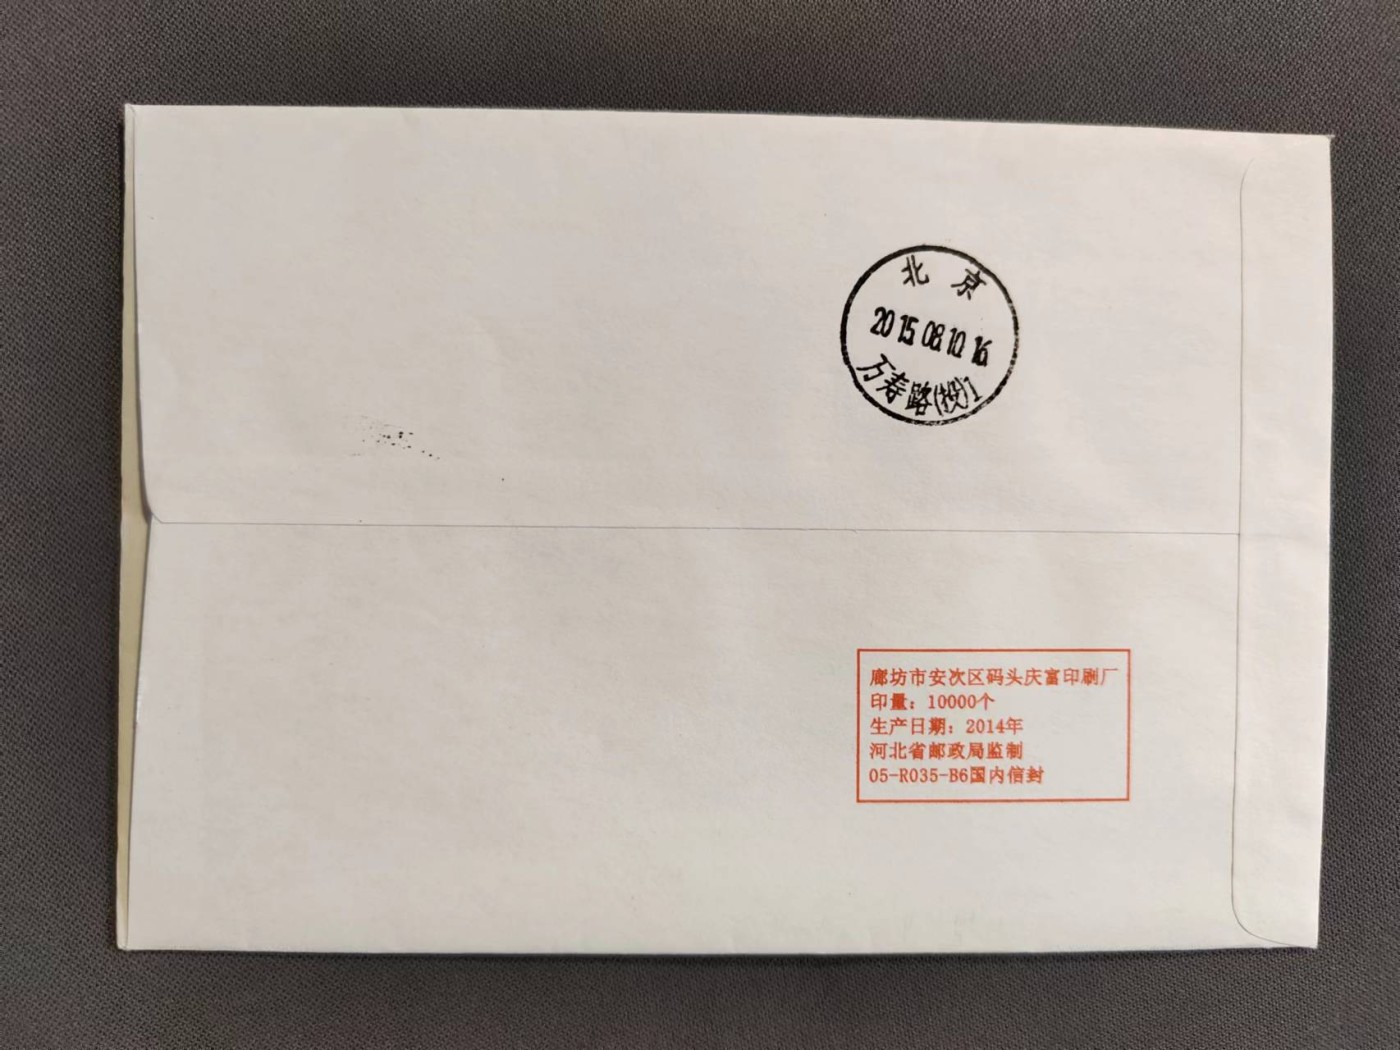 北京
2015.08.10.16
万寿路(投)1
廊坊市安次区码头庆富印刷厂
印量：10000个
生产日期：2014年
河北省邮政局监制
05-R035-B6国内信封